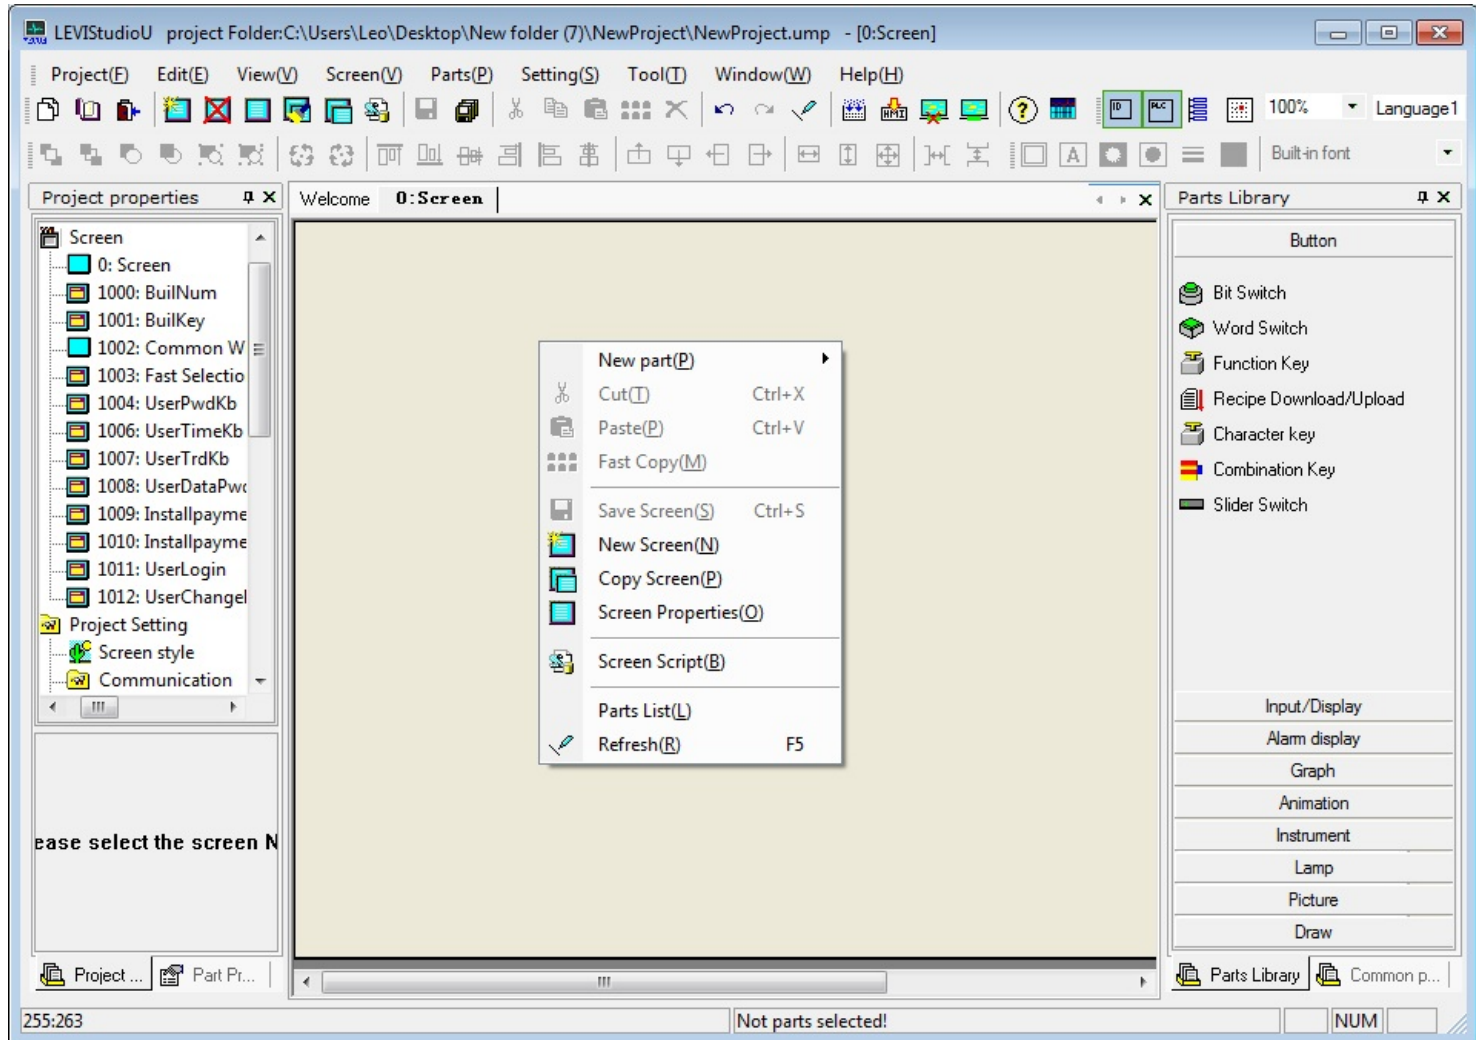 LEVIStudioU project Folder:C:\Users\Leo\Desktop\New folder (7)\NewProject\NewProject.ump - [0:Screen]
Project(F) Edit(E) View(V) Screen(V) Parts(P) Setting(S) Tool(T) Window(W) Help(H)
HMI ID PLC 100% Language1
A Built-in font
Project properties
Screen
0: Screen
1000: BuilNum
1001: BuilKey
1002: Common W
1003: Fast Selectio
1004: UserPwdKb
1006: UserTimeKb
1007: UserTrdKb
1008: UserDataPwd
1009: Installpayme
1010: Installpayme
1011: UserLogin
1012: UserChangeI
Project Setting
Screen style
Communication
ease select the screen N
Project ... Part Pr...
Welcome 0:Screen
New part(P)
Cut(T) Ctrl+X
Paste(P) Ctrl+V
Fast Copy(M)
Save Screen(S) Ctrl+S
New Screen(N)
Copy Screen(P)
Screen Properties(O)
Screen Script(B)
Parts List(L)
Refresh(R) F5
Parts Library
Button
Bit Switch
Word Switch
Function Key
Recipe Download/Upload
Character key
Combination Key
Slider Switch
Input/Display
Alarm display
Graph
Animation
Instrument
Lamp
Picture
Draw
Parts Library Common p...
255:263 Not parts selected! NUM